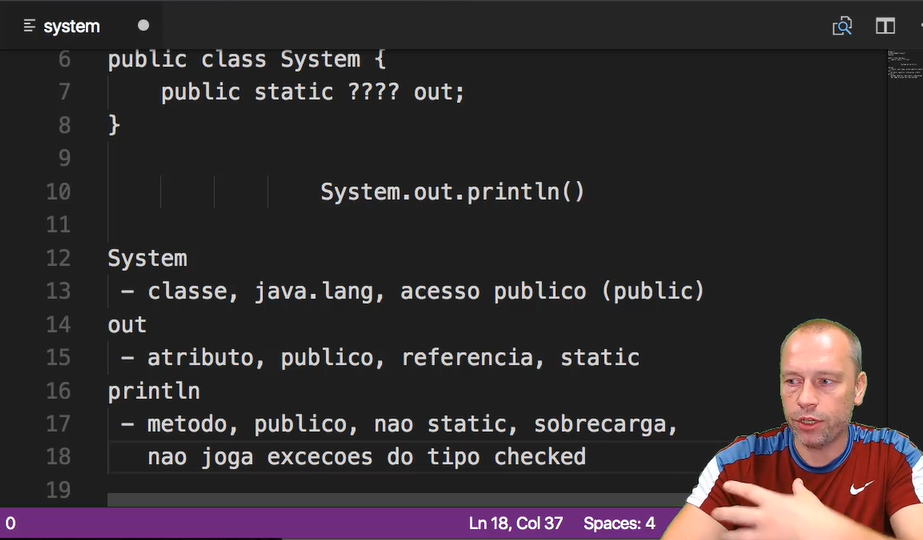 system
6 public class System {
7 public static ???? out;
8 }
9
10 System.out.println()
11
12 System
13 - classe, java.lang, acesso publico (public)
14 out
15 - atributo, publico, referencia, static
16 println
17 - metodo, publico, nao static, sobrecarga,
18 nao joga excecoes do tipo checked
19
0 Ln 18, Col 37 Spaces: 4